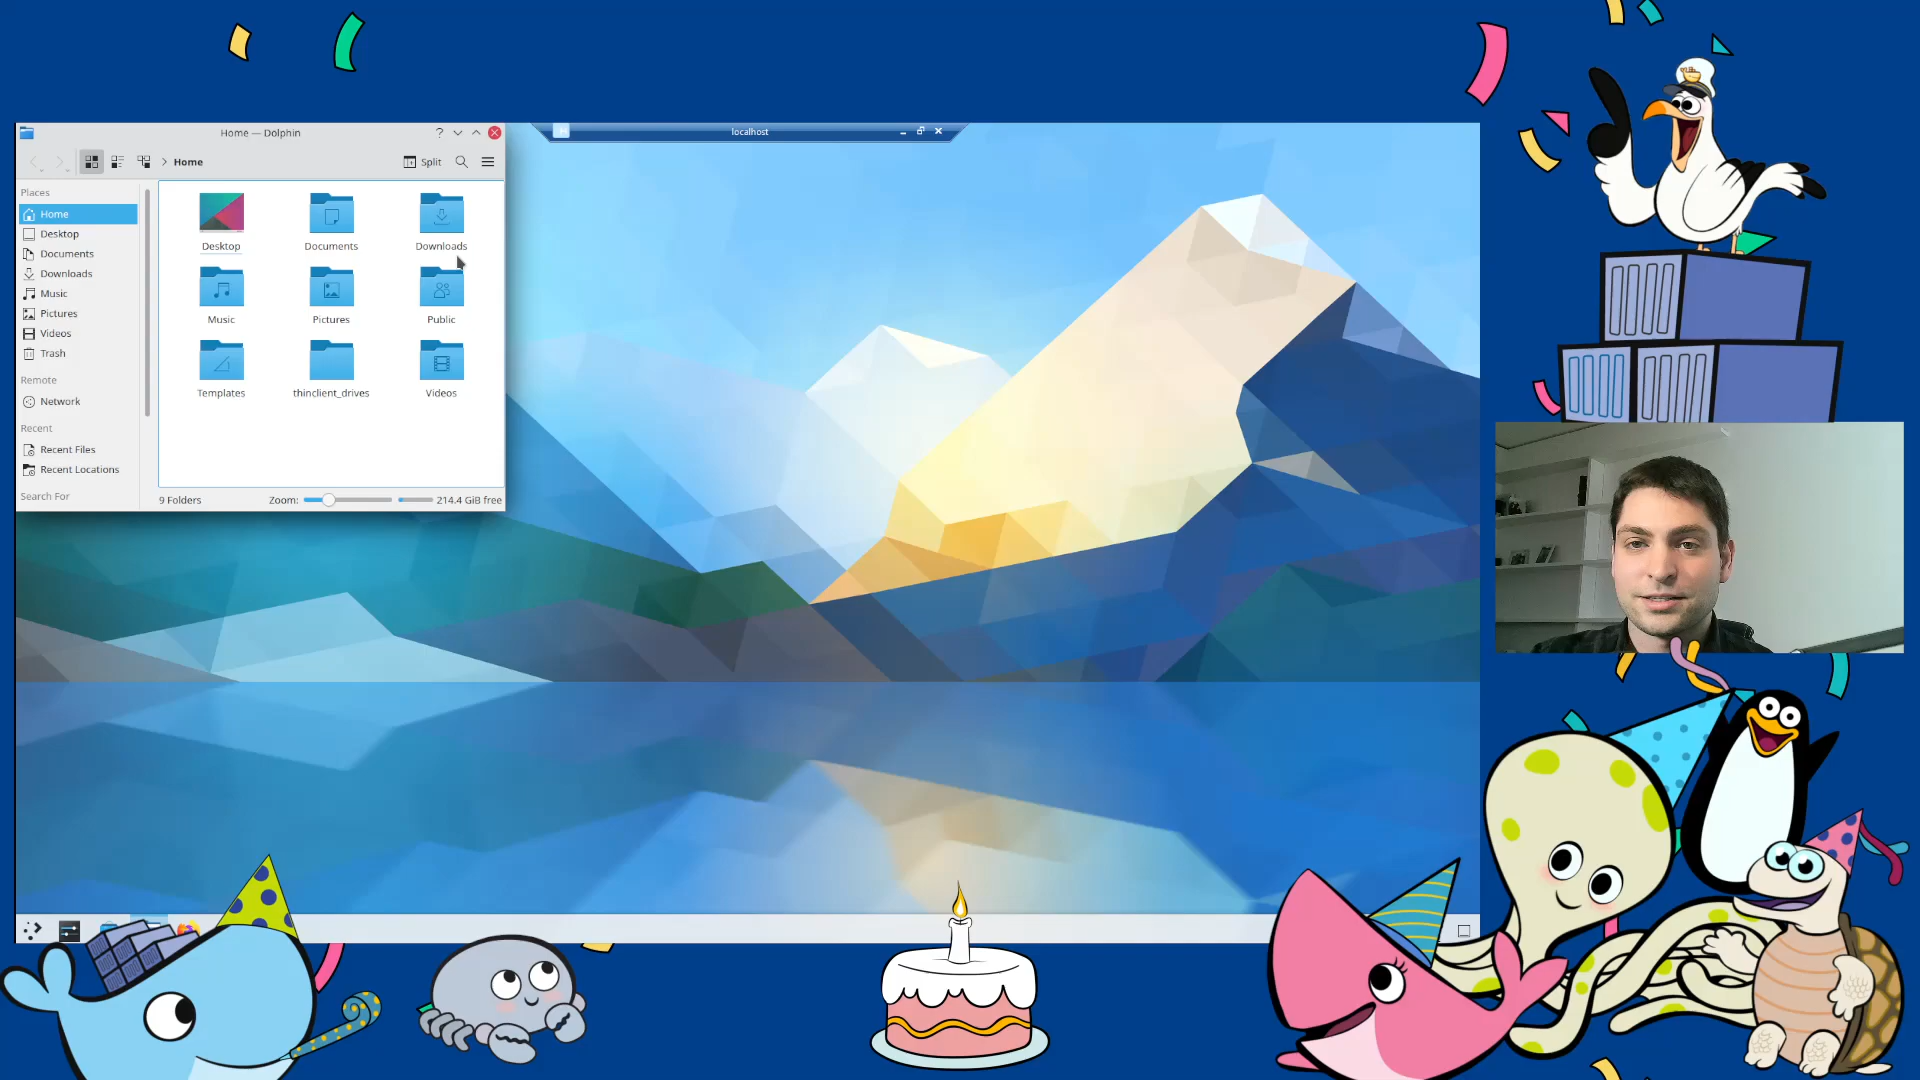 Home — Dolphin
localhost
Home
Split
Places
Home
Desktop
Documents
Downloads
Music
Pictures
Videos
Trash
Remote
Network
Recent
Recent Files
Recent Locations
Search For
Desktop
Documents
Downloads
Music
Pictures
Public
Templates
thinclient_drives
Videos
9 Folders
Zoom:
214.4 GiB free